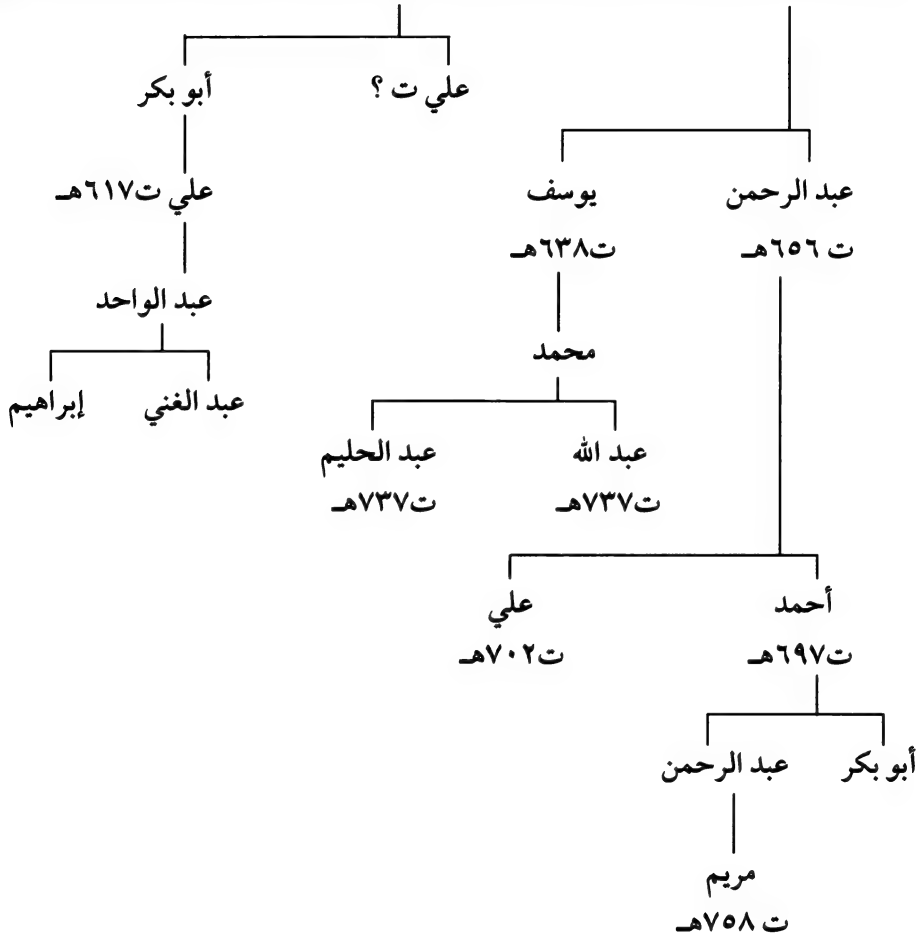 علي ت ؟ أبو بكر
عبد الرحمن يوسف علي ت٦١٧هـ
ت ٦٥٦هـ ت٦٣٨هـ
عبد الواحد
محمد
عبد الغني إبراهيم
عبد الله عبد الحليم
ت٧٣٧هـ ت٧٣٧هـ
أحمد علي
ت٦٩٧هـ ت٧٠٢هـ
أبو بكر عبد الرحمن
مريم
ت ٧٥٨هـ